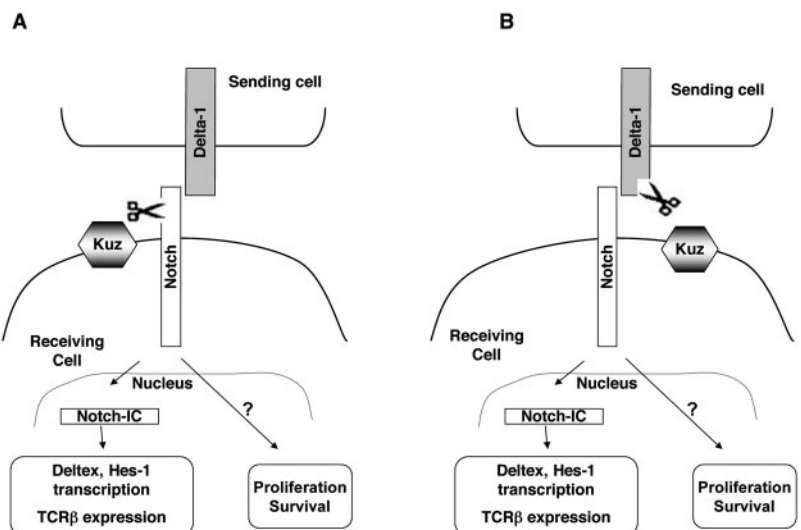 A
Sending cell
Delta-1
Kuz
Notch
Receiving
Cell
Nucleus
Notch-IC
?
Deltex, Hes-1
transcription
TCRβ expression
Proliferation
Survival
B
Sending cell
Delta-1
Kuz
Notch
Receiving
Cell
Nucleus
Notch-IC
?
Deltex, Hes-1
transcription
TCRβ expression
Proliferation
Survival